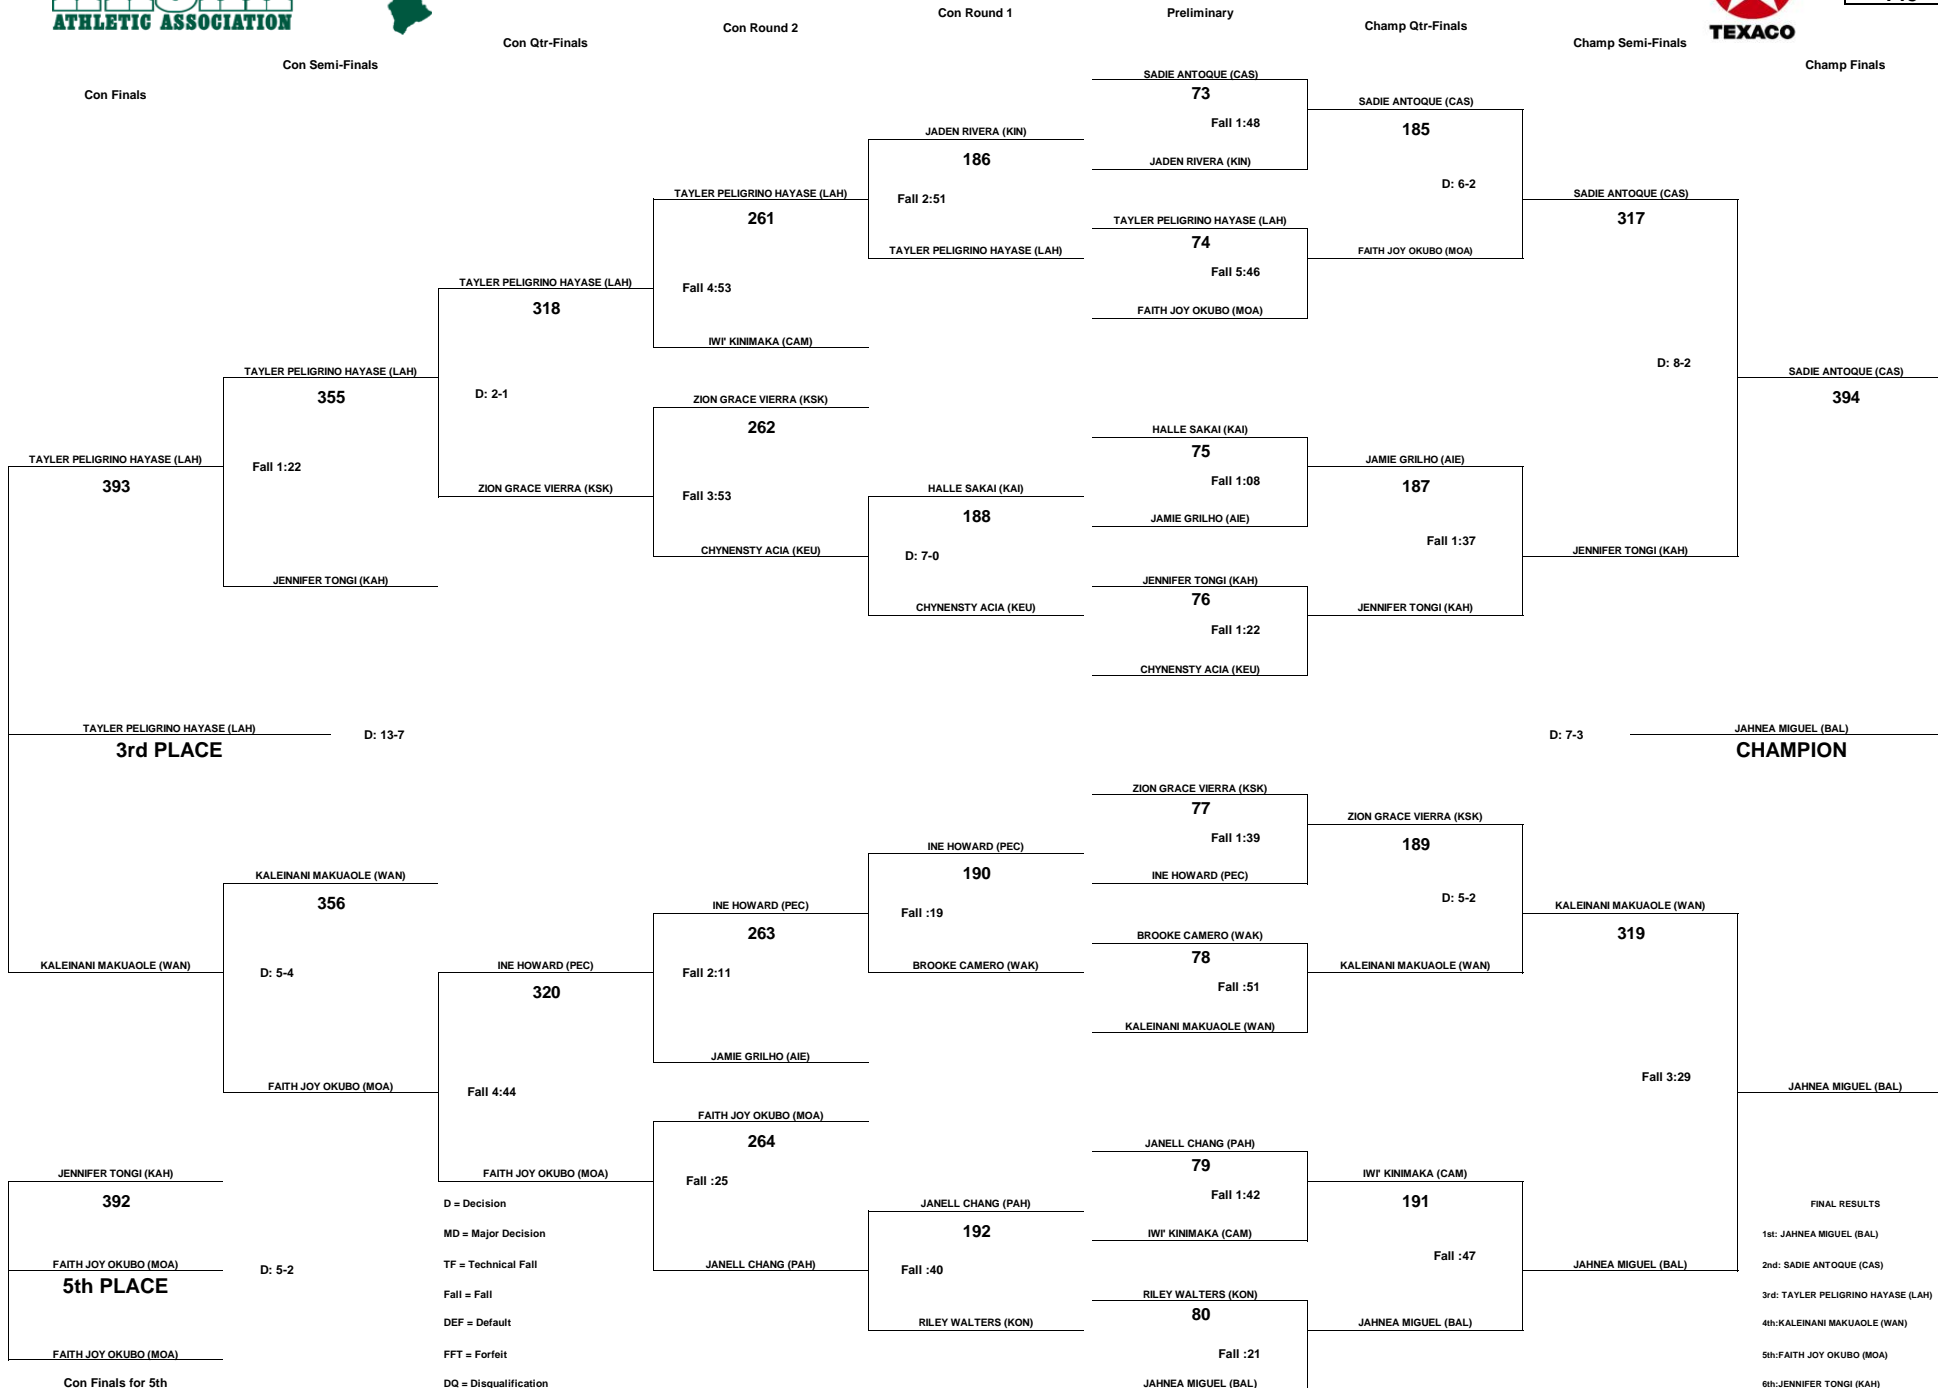 ATHLETIC ASSOCIATION
TEXACO
Con Finals
Con Semi-Finals
Con Qtr-Finals
Con Round 2
Con Round 1
Preliminary
Champ Qtr-Finals
Champ Semi-Finals
Champ Finals
SADIE ANTOQUE (CAS)
73
Fall 1:48
JADEN RIVERA (KIN)
TAYLER PELIGRINO HAYASE (LAH)
74
Fall 5:46
FAITH JOY OKUBO (MOA)
HALLE SAKAI (KAI)
75
Fall 1:08
JAMIE GRILHO (AIE)
JENNIFER TONGI (KAH)
76
Fall 1:22
CHYNENSTY ACIA (KEU)
ZION GRACE VIERRA (KSK)
77
Fall 1:39
INE HOWARD (PEC)
BROOKE CAMERO (WAK)
78
Fall :51
KALEINANI MAKUAOLE (WAN)
JANELL CHANG (PAH)
79
Fall 1:42
IWI' KINIMAKA (CAM)
RILEY WALTERS (KON)
80
Fall :21
JAHNEA MIGUEL (BAL)
SADIE ANTOQUE (CAS)
185
D: 6-2
FAITH JOY OKUBO (MOA)
JAMIE GRILHO (AIE)
187
Fall 1:37
JENNIFER TONGI (KAH)
ZION GRACE VIERRA (KSK)
189
D: 5-2
KALEINANI MAKUAOLE (WAN)
IWI' KINIMAKA (CAM)
191
Fall :47
JAHNEA MIGUEL (BAL)
SADIE ANTOQUE (CAS)
317
D: 8-2
JENNIFER TONGI (KAH)
KALEINANI MAKUAOLE (WAN)
319
Fall 3:29
JAHNEA MIGUEL (BAL)
SADIE ANTOQUE (CAS)
394
D: 7-3
JAHNEA MIGUEL (BAL)
CHAMPION
JAHNEA MIGUEL (BAL)
JADEN RIVERA (KIN)
186
Fall 2:51
TAYLER PELIGRINO HAYASE (LAH)
HALLE SAKAI (KAI)
188
D: 7-0
CHYNENSTY ACIA (KEU)
INE HOWARD (PEC)
190
Fall :19
BROOKE CAMERO (WAK)
JANELL CHANG (PAH)
192
Fall :40
RILEY WALTERS (KON)
TAYLER PELIGRINO HAYASE (LAH)
261
Fall 4:53
IWI' KINIMAKA (CAM)
ZION GRACE VIERRA (KSK)
262
Fall 3:53
CHYNENSTY ACIA (KEU)
INE HOWARD (PEC)
263
Fall 2:11
JAMIE GRILHO (AIE)
FAITH JOY OKUBO (MOA)
264
Fall :25
JANELL CHANG (PAH)
TAYLER PELIGRINO HAYASE (LAH)
318
D: 2-1
ZION GRACE VIERRA (KSK)
INE HOWARD (PEC)
320
Fall 4:44
FAITH JOY OKUBO (MOA)
TAYLER PELIGRINO HAYASE (LAH)
355
Fall 1:22
JENNIFER TONGI (KAH)
KALEINANI MAKUAOLE (WAN)
356
D: 5-4
FAITH JOY OKUBO (MOA)
TAYLER PELIGRINO HAYASE (LAH)
393
TAYLER PELIGRINO HAYASE (LAH)
D: 13-7
3rd PLACE
KALEINANI MAKUAOLE (WAN)
JENNIFER TONGI (KAH)
392
FAITH JOY OKUBO (MOA)
D: 5-2
5th PLACE
FAITH JOY OKUBO (MOA)
Con Finals for 5th
D = Decision
MD = Major Decision
TF = Technical Fall
Fall = Fall
DEF = Default
FFT = Forfeit
DQ = Disqualification
FINAL RESULTS
1st: JAHNEA MIGUEL (BAL)
2nd: SADIE ANTOQUE (CAS)
3rd: TAYLER PELIGRINO HAYASE (LAH)
4th:KALEINANI MAKUAOLE (WAN)
5th:FAITH JOY OKUBO (MOA)
6th:JENNIFER TONGI (KAH)